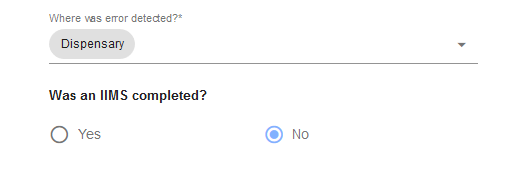 Where was error detected?*
Dispensary
Was an IIMS completed?
Yes No